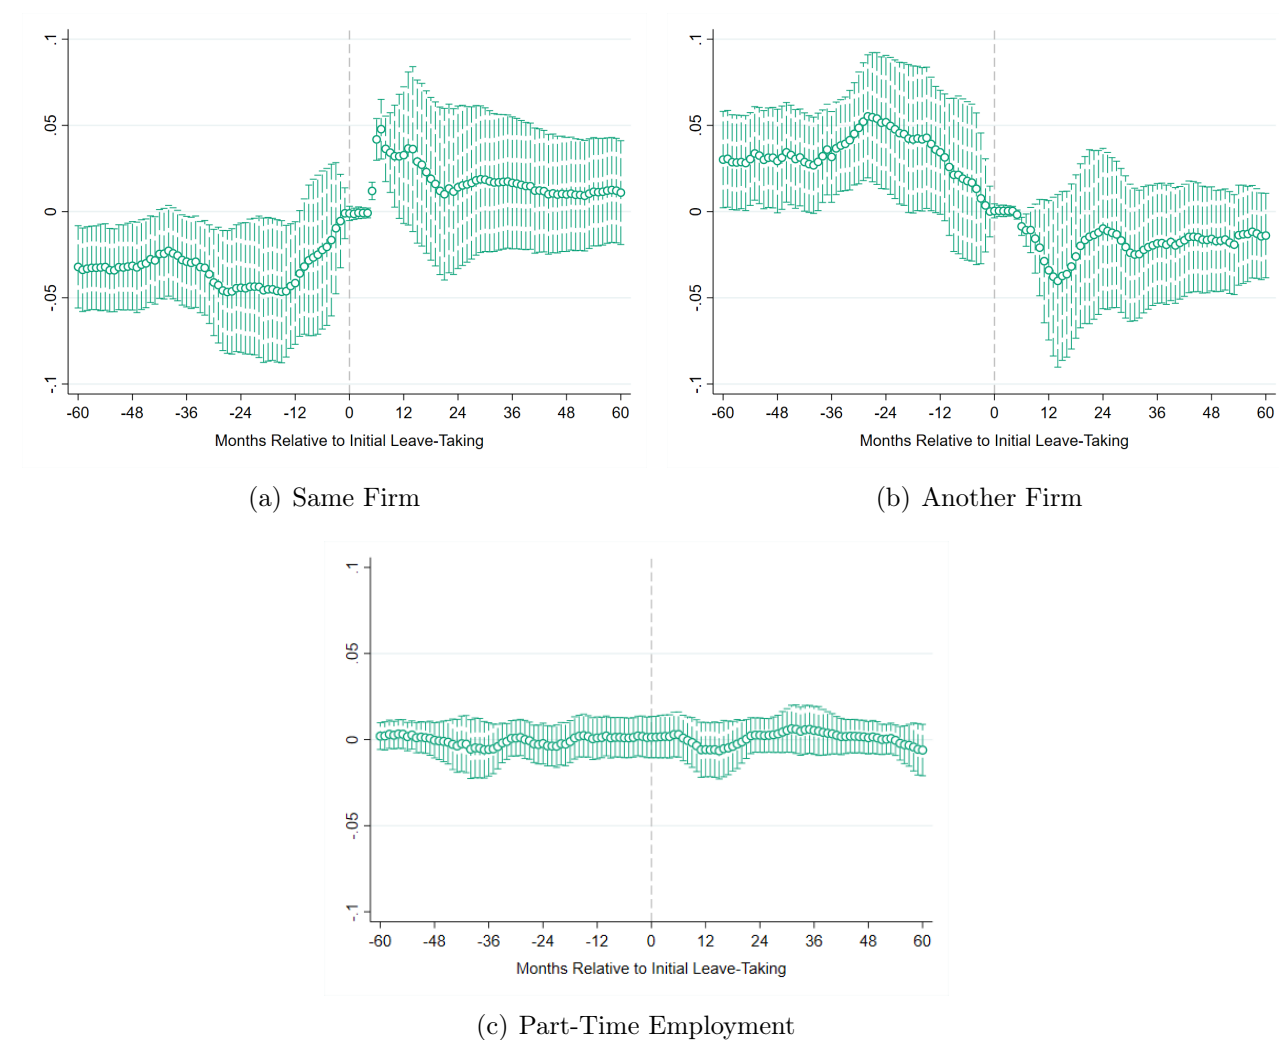 .1
.05
0
-.05
-.1
-60 -48 -36 -24 -12 0 12 24 36 48 60
Months Relative to Initial Leave-Taking
(a) Same Firm
.1
.05
0
-.05
-.1
-60 -48 -36 -24 -12 0 12 24 36 48 60
Months Relative to Initial Leave-Taking
(b) Another Firm
.1
.05
0
-.05
-.1
-60 -48 -36 -24 -12 0 12 24 36 48 60
Months Relative to Initial Leave-Taking
(c) Part-Time Employment